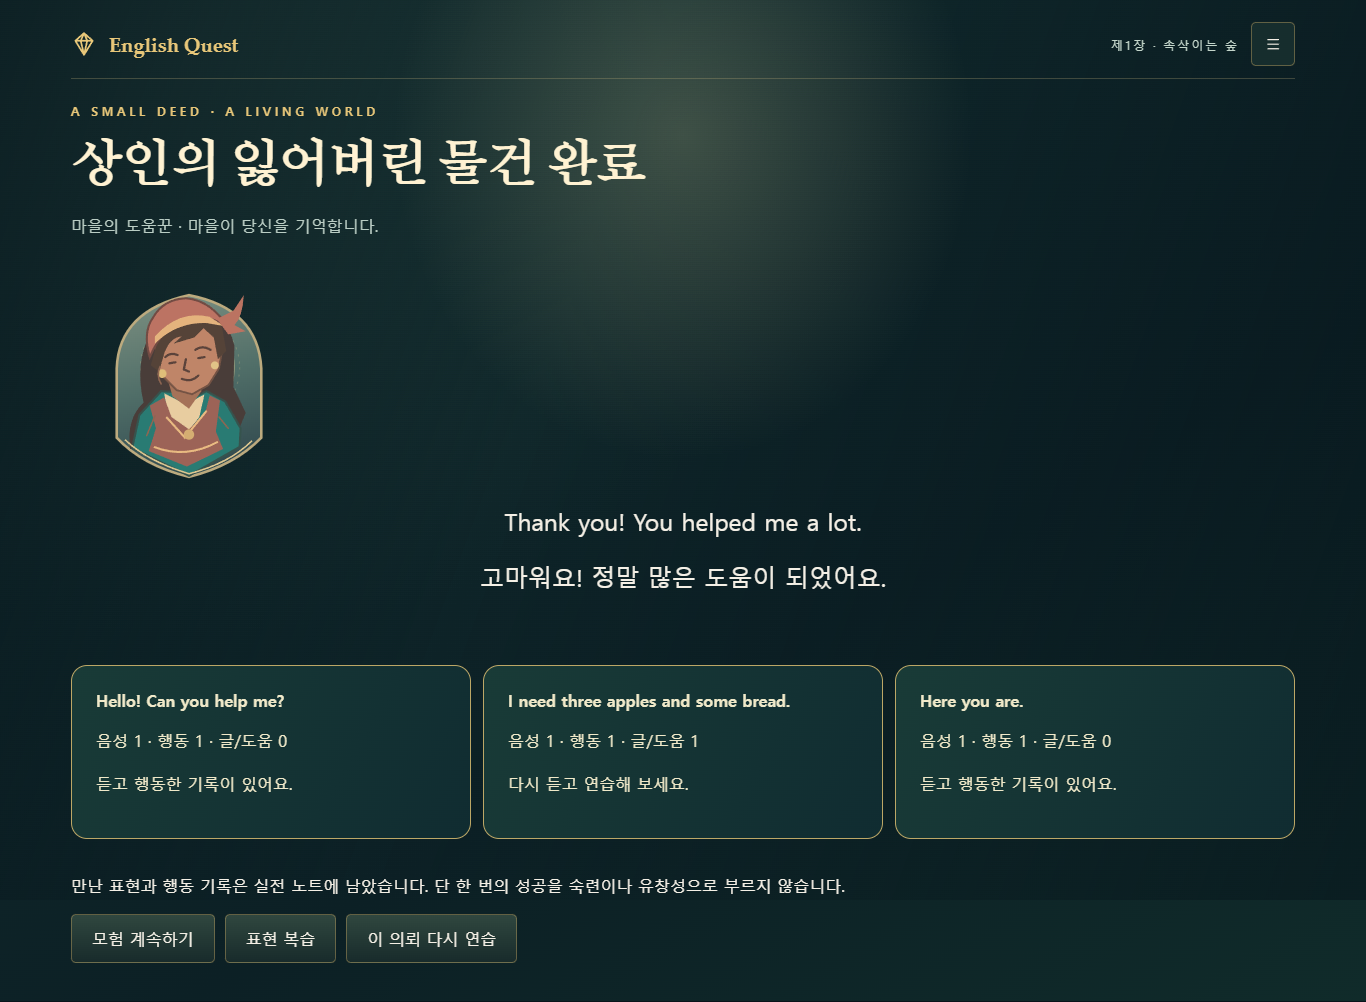 English Quest
제1장 · 속삭이는 숲
A SMALL DEED · A LIVING WORLD
상인의 잃어버린 물건 완료
마을의 도움꾼 · 마을이 당신을 기억합니다.
Thank you! You helped me a lot.
고마워요! 정말 많은 도움이 되었어요.
Hello! Can you help me?
음성 1 · 행동 1 · 글/도움 0
듣고 행동한 기록이 있어요.
I need three apples and some bread.
음성 1 · 행동 1 · 글/도움 1
다시 듣고 연습해 보세요.
Here you are.
음성 1 · 행동 1 · 글/도움 0
듣고 행동한 기록이 있어요.
만난 표현과 행동 기록은 실전 노트에 남았습니다. 단 한 번의 성공을 숙련이나 유창성으로 부르지 않습니다.
모험 계속하기
표현 복습
이 의뢰 다시 연습